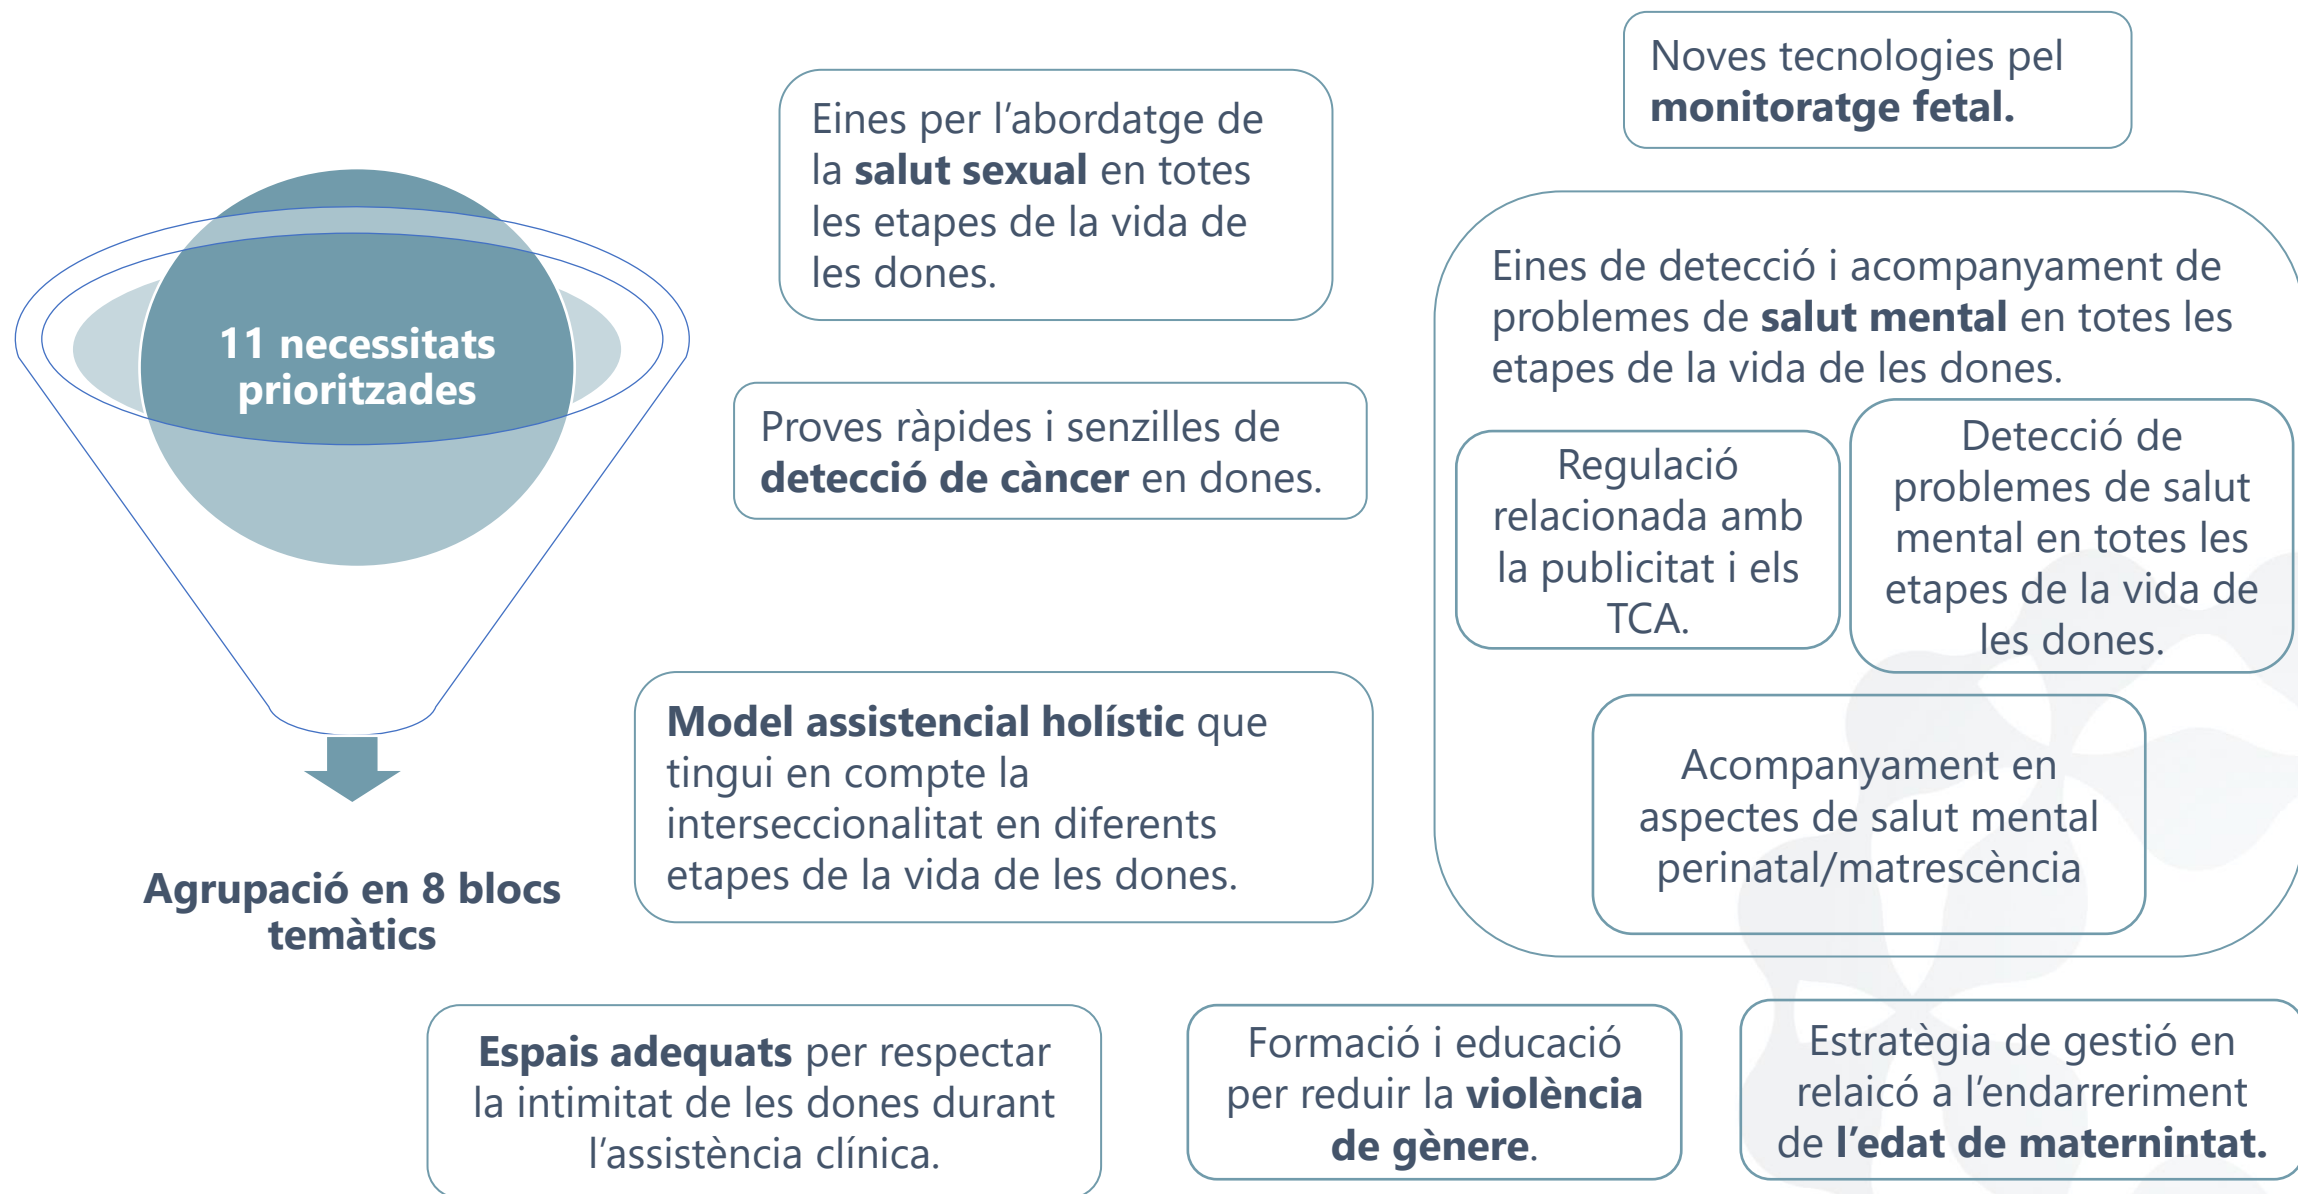 11 necessitats
prioritzades
Agrupació en 8 blocs
temàtics
Eines per l’abordatge de
la salut sexual en totes
les etapes de la vida de
les dones.
Proves ràpides i senzilles de
detecció de càncer en dones.
Model assistencial holístic que
tingui en compte la
interseccionalitat en diferents
etapes de la vida de les dones.
Noves tecnologies pel
monitoratge fetal.
Eines de detecció i acompanyament de
problemes de salut mental en totes les
etapes de la vida de les dones.
Regulació
relacionada amb
la publicitat i els
TCA.
Detecció de
problemes de salut
mental en totes les
etapes de la vida de
les dones.
Acompanyament en
aspectes de salut mental
perinatal/matrescència
Espais adequats per respectar
la intimitat de les dones durant
l’assistència clínica.
Formació i educació
per reduir la violència
de gènere.
Estratègia de gestió en
relaicó a l’endarreriment
de l’edat de maternintat.